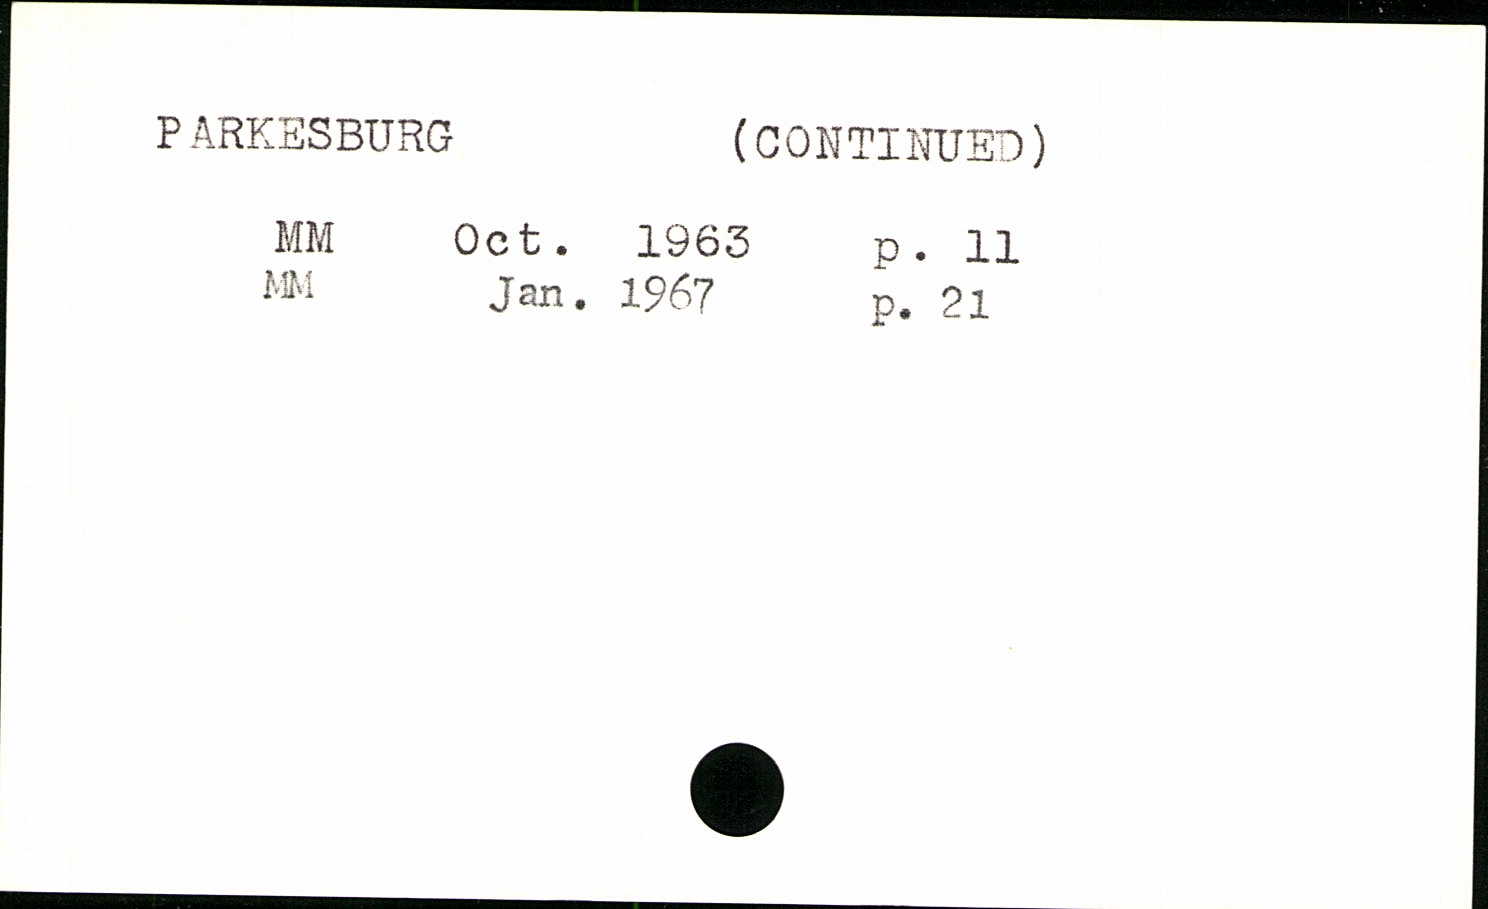 PARKESBURG (CONTINUED)
MM Oct. 1963 p. 11
MM Jan. 1967 p. 21